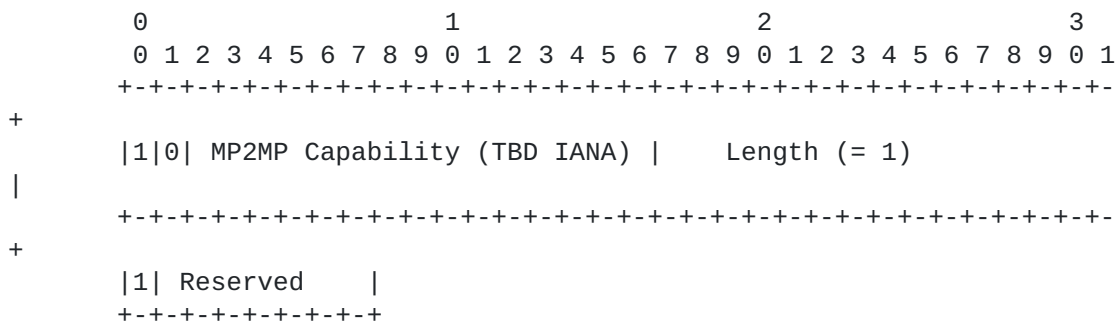 0                   1                   2                   3
         0 1 2 3 4 5 6 7 8 9 0 1 2 3 4 5 6 7 8 9 0 1 2 3 4 5 6 7 8 9 0 1
        +-+-+-+-+-+-+-+-+-+-+-+-+-+-+-+-+-+-+-+-+-+-+-+-+-+-+-+-+-+-+-+-
+
        |1|0| MP2MP Capability (TBD IANA) |    Length (= 1)
|
        +-+-+-+-+-+-+-+-+-+-+-+-+-+-+-+-+-+-+-+-+-+-+-+-+-+-+-+-+-+-+-+-
+
        |1| Reserved    |
        +-+-+-+-+-+-+-+-+